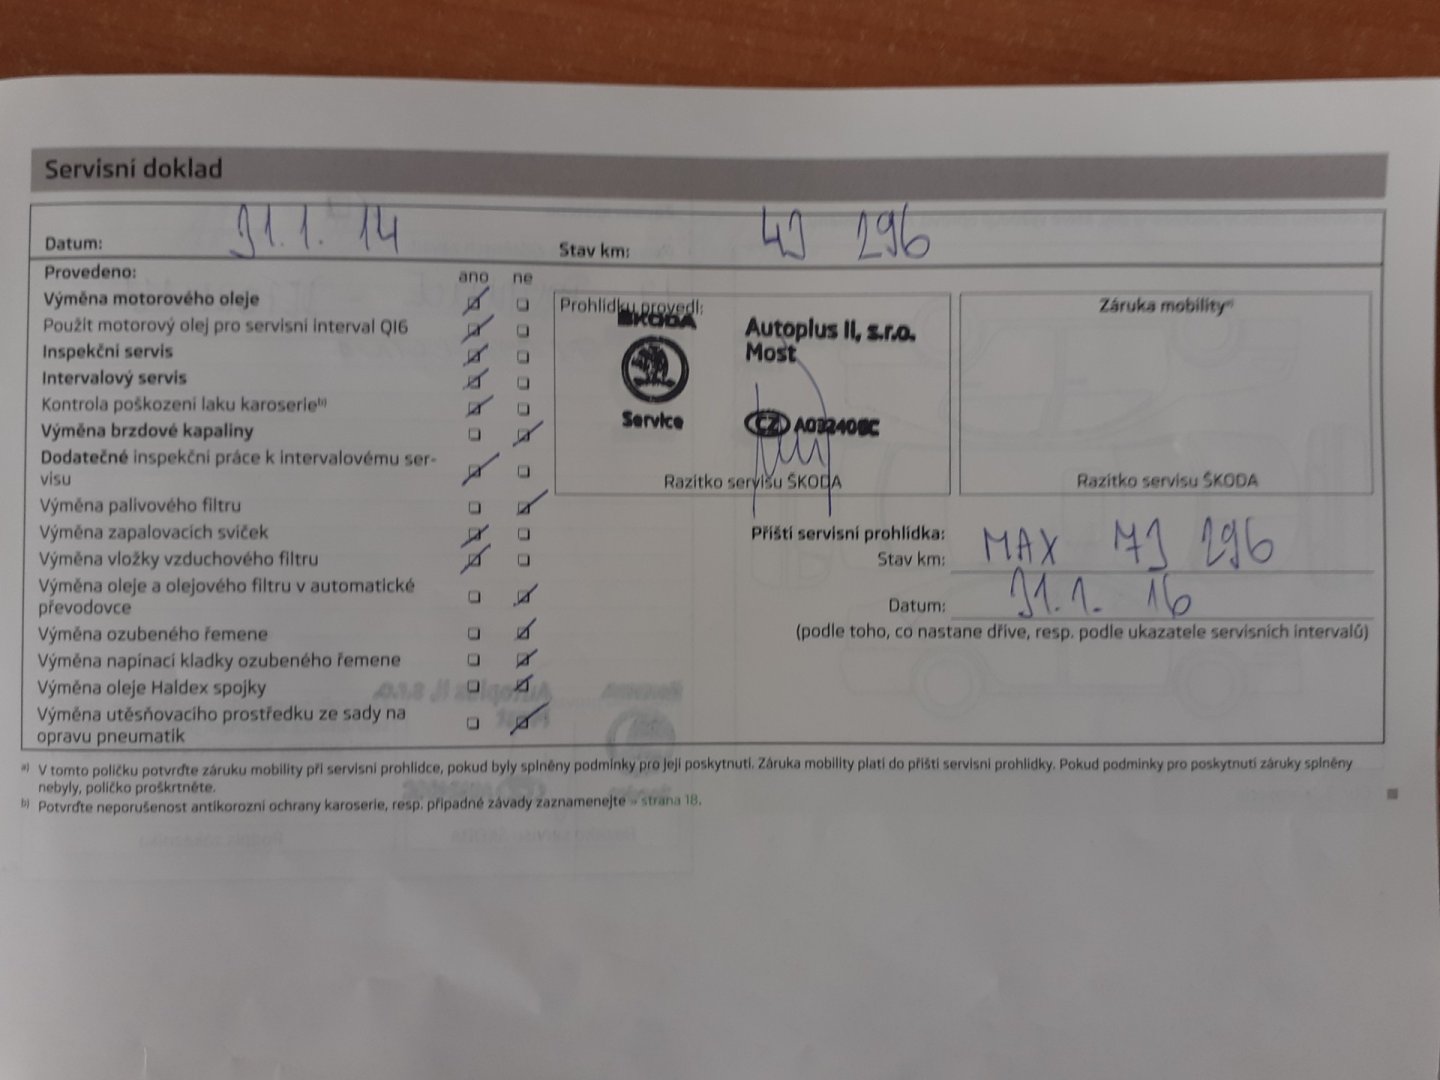 Servisní doklad
Datum: 31.1. 14 Stav km: 43 296
Provedeno: ano ne
Výměna motorového oleje
Použit motorový olej pro servisní interval QI6
Inspekční servis
Intervalový servis
Kontrola poškození laku karoserieb)
Výměna brzdové kapaliny
Dodatečné inspekční práce k intervalovému ser-
visu
Výměna palivového filtru
Výměna zapalovacích svíček
Výměna vložky vzduchového filtru
Výměna oleje a olejového filtru v automatické
převodovce
Výměna ozubeného řemene
Výměna napínací kladky ozubeného řemene
Výměna oleje Haldex spojky
Výměna utěsňovacího prostředku ze sady na
opravu pneumatik
Prohlídku provedl:
ŠKODA
Service
Autoplus II, s.r.o.
Most
CZ
Razítko servisu ŠKODA
Záruka mobilitya)
Razítko servisu ŠKODA
Příští servisní prohlídka:
Stav km: MAX 73 296
Datum: 31.1. 16
(podle toho, co nastane dříve, resp. podle ukazatele servisních intervalů)
a) V tomto políčku potvrďte záruku mobility při servisní prohlídce, pokud byly splněny podmínky pro její poskytnutí. Záruka mobility platí do příští servisní prohlídky. Pokud podmínky pro poskytnutí záruky splněny
nebyly, políčko proškrtněte.
b) Potvrďte neporušenost antikorozní ochrany karoserie, resp. případné závady zaznamenejte » strana 18.